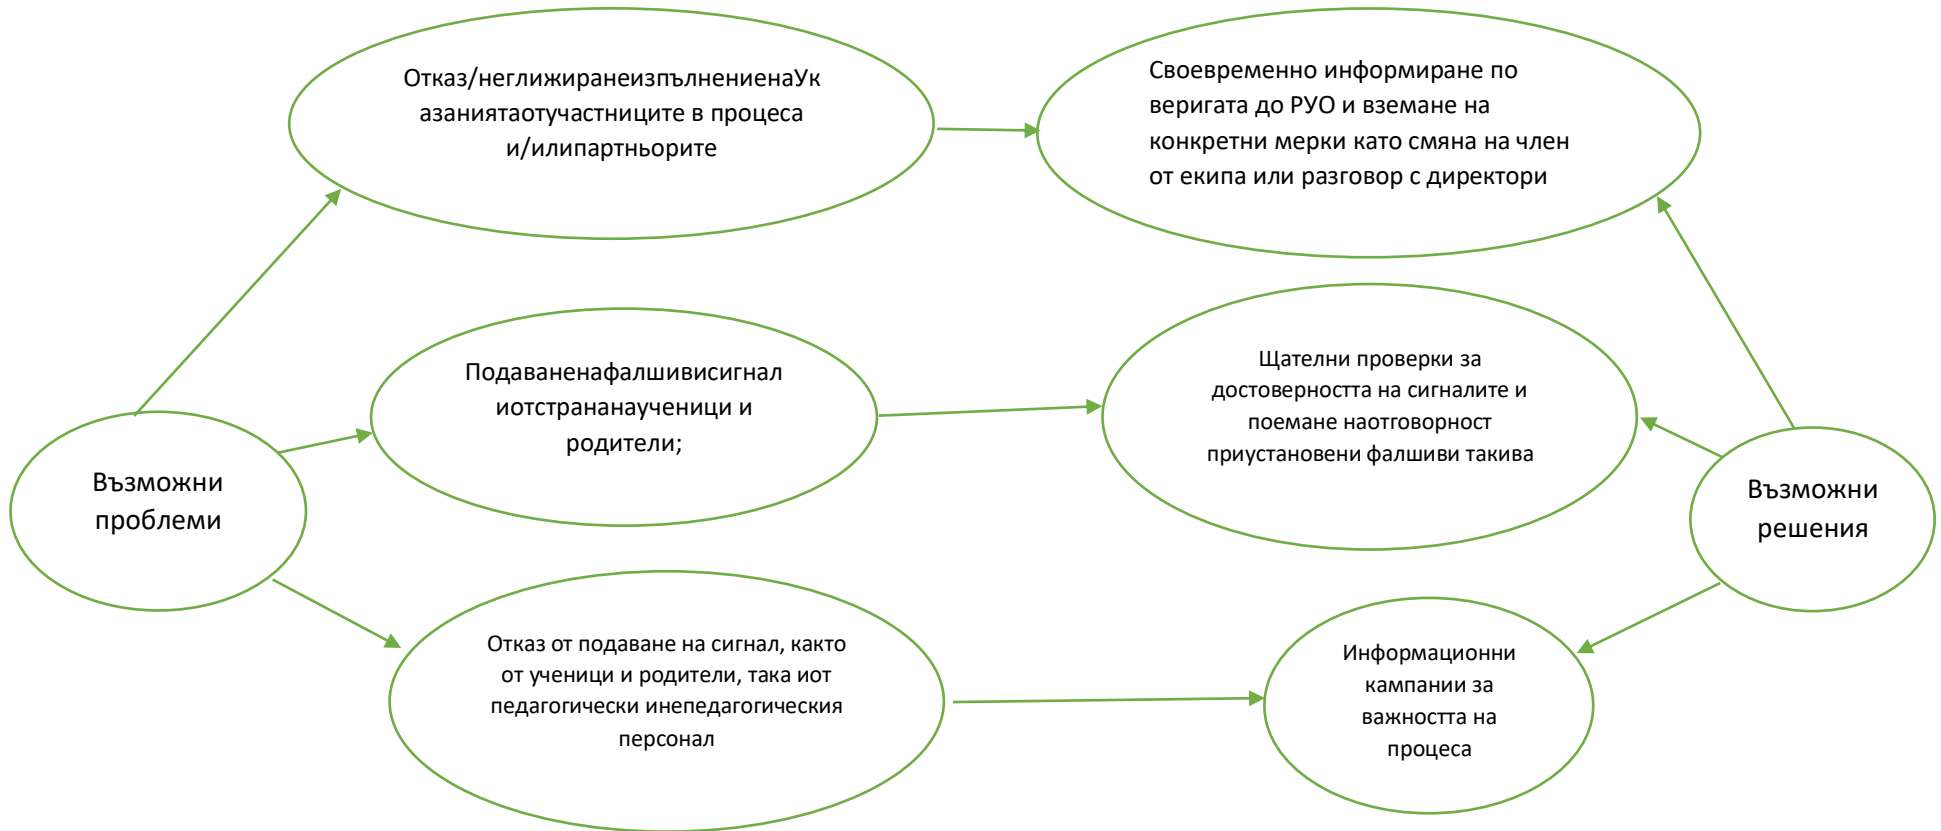 Отказ/неглижиранеизпълнениенаУк
азаниятаотучастниците в процеса
и/илипартньорите
Своевременно информиране по
веригата до РУО и вземане на
конкретни мерки като смяна на член
от екипа или разговор с директори
Подаваненафалшивисигнал
иотстрананаученици и
родители;
Щателни проверки за
достоверността на сигналите и
поемане наотговорност
приустановени фалшиви такива
Възможни
проблеми
Възможни
решения
Отказ от подаване на сигнал, както
от ученици и родители, така иот
педагогически инепедагогическия
персонал
Информационни
кампании за
важността на
процеса